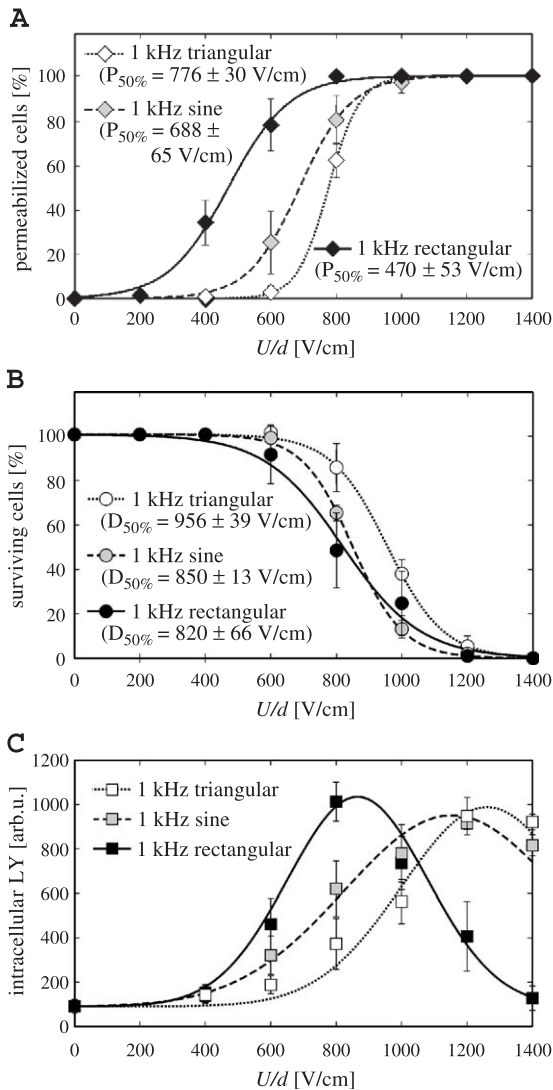 A
permeabilized cells [%]
100
80
60
40
20
0
1 kHz triangular
(P50% = 776 ± 30 V/cm)
1 kHz sine
(P50% = 688 ±
65 V/cm)
1 kHz rectangular
(P50% = 470 ± 53 V/cm)
0 200 400 600 800 1000 1200 1400
U/d [V/cm]
B
surviving cells [%]
100
80
60
40
20
0
1 kHz triangular
(D50% = 956 ± 39 V/cm)
1 kHz sine
(D50% = 850 ± 13 V/cm)
1 kHz rectangular
(D50% = 820 ± 66 V/cm)
0 200 400 600 800 1000 1200 1400
U/d [V/cm]
C
intracellular LY [arb.u.]
1200
1000
800
600
400
200
0
1 kHz triangular
1 kHz sine
1 kHz rectangular
0 200 400 600 800 1000 1200 1400
U/d [V/cm]